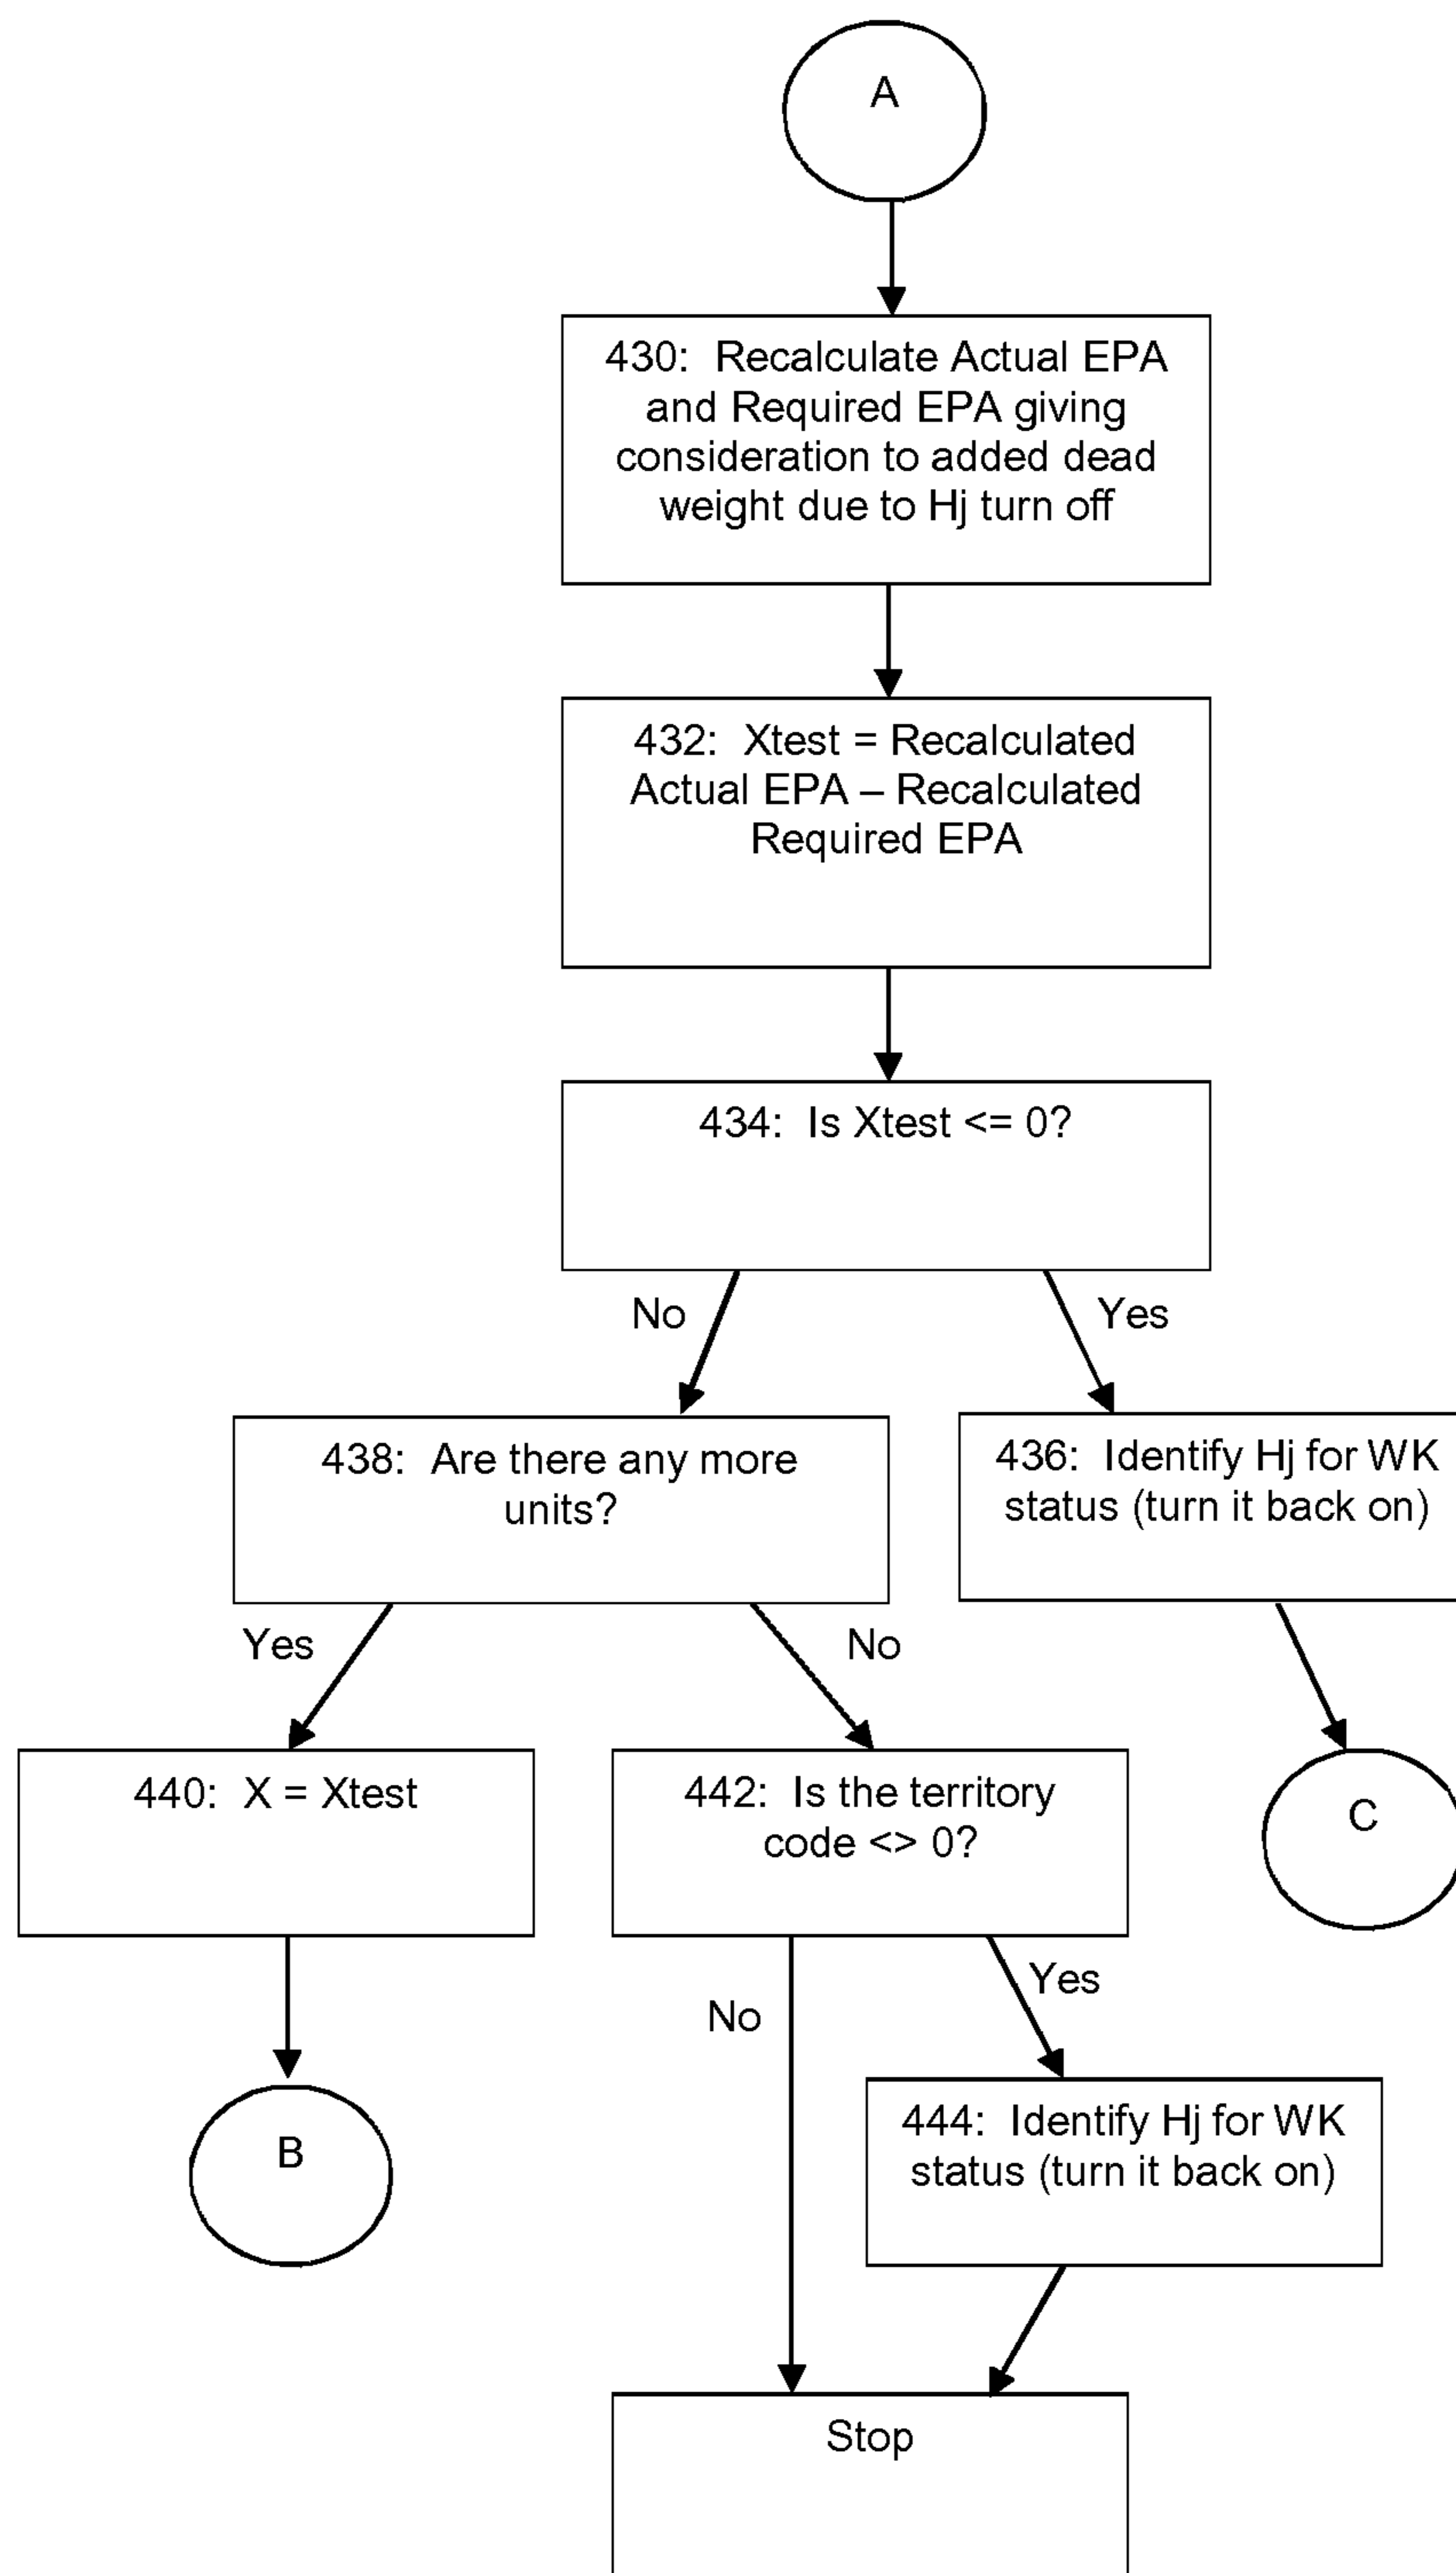 A
430:  Recalculate Actual EPA
and Required EPA giving
consideration to added dead
weight due to Hj turn off
432:  Xtest = Recalculated
Actual EPA – Recalculated
Required EPA
434:  Is Xtest <= 0?
No
Yes
438:  Are there any more
units?
436:  Identify Hj for WK
status (turn it back on)
Yes
No
440:  X = Xtest
442:  Is the territory
code <> 0?
C
Yes
No
B
444:  Identify Hj for WK
status (turn it back on)
Stop